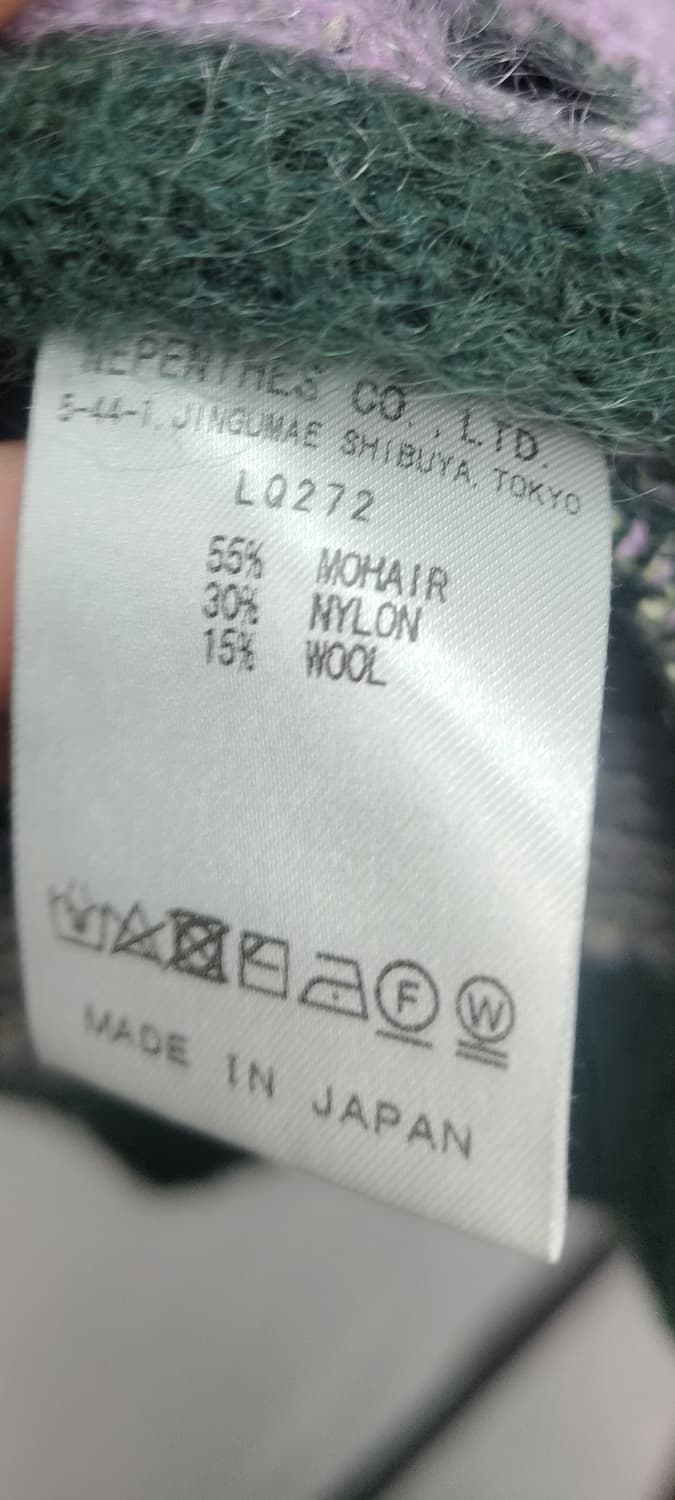 NEPENTHES CO., LTD.
5-44-1, JINGUMAE SHIBUYA, TOKYO
LQ272
55% MOHAIR
30% NYLON
15% WOOL
F W
MADE IN JAPAN